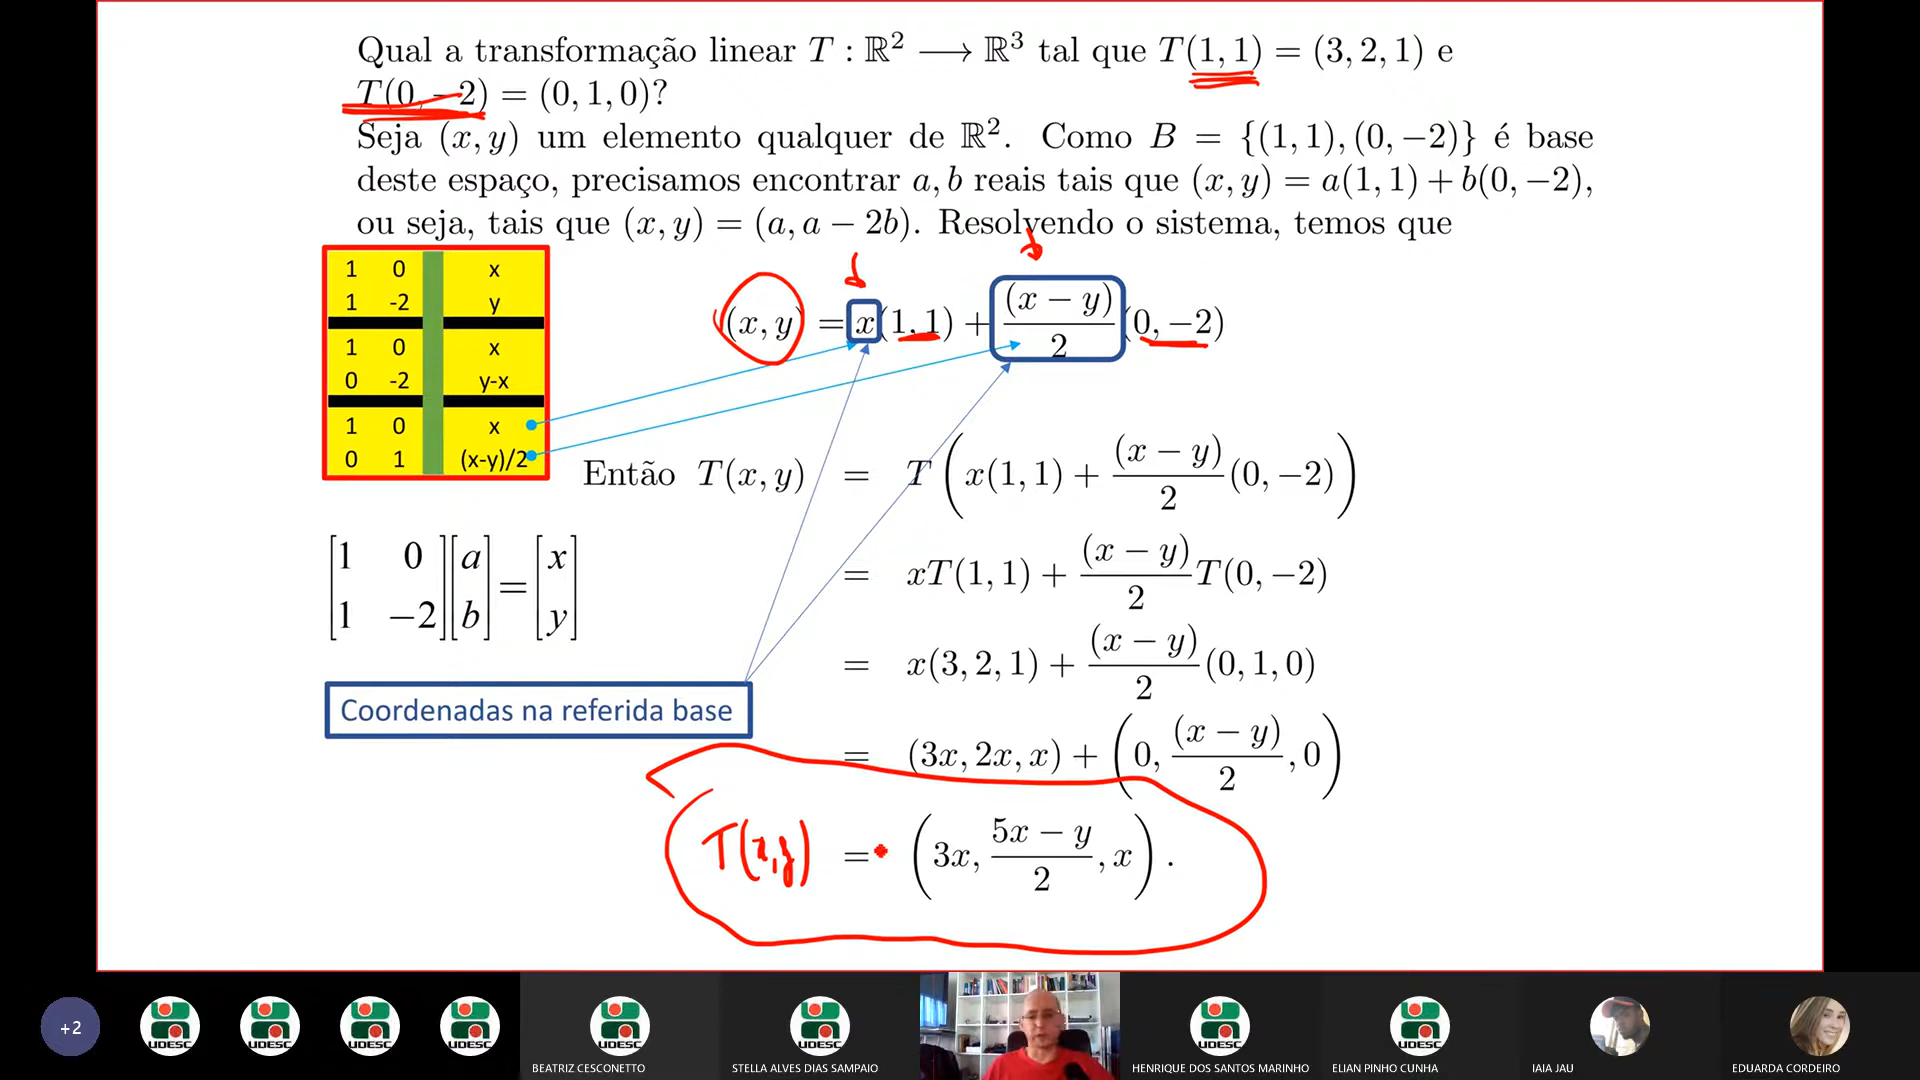 Qual a transformação linear T : ℝ² ⟶ ℝ³ tal que T(1, 1) = (3, 2, 1) e
T(0, −2) = (0, 1, 0)?
Seja (x, y) um elemento qualquer de ℝ². Como B = {(1, 1), (0, −2)} é base
deste espaço, precisamos encontrar a, b reais tais que (x, y) = a(1, 1) + b(0, −2),
ou seja, tais que (x, y) = (a, a − 2b). Resolvendo o sistema, temos que
1 0 x
1 -2 y
1 0 x
0 -2 y-x
1 0 x
0 1 (x-y)/2
(x, y) = x(1, 1) + (x − y)/2 (0, −2)
Então T(x, y) = T( x(1, 1) + (x − y)/2 (0, −2) )
= xT(1, 1) + (x − y)/2 T(0, −2)
= x(3, 2, 1) + (x − y)/2 (0, 1, 0)
= (3x, 2x, x) + ( 0, (x − y)/2, 0 )
T(x,y) = ( 3x, (5x − y)/2, x ) .
[1 0; 1 −2] [a; b] = [x; y]
Coordenadas na referida base
+2
UDESC
UDESC
UDESC
UDESC
UDESC
UDESC
UDESC
UDESC
BEATRIZ CESCONETTO
STELLA ALVES DIAS SAMPAIO
HENRIQUE DOS SANTOS MARINHO
ELIAN PINHO CUNHA
IAIA JAU
EDUARDA CORDEIRO